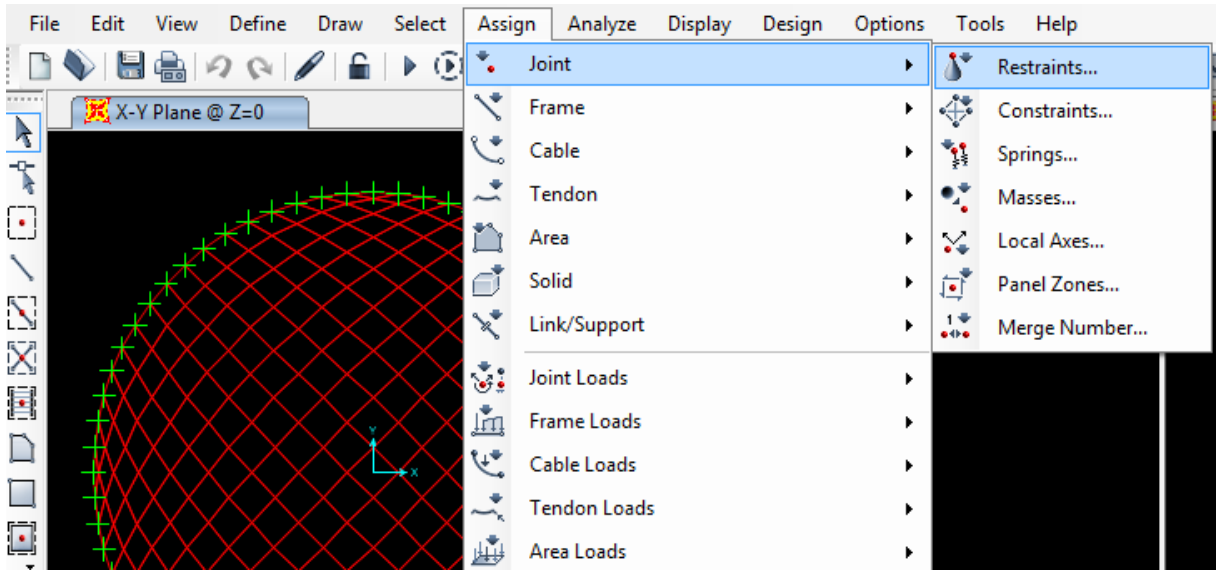 File Edit View Define Draw Select Assign Analyze Display Design Options Tools Help
X-Y Plane @ Z=0
Joint
Frame
Cable
Tendon
Area
Solid
Link/Support
Joint Loads
Frame Loads
Cable Loads
Tendon Loads
Area Loads
Restraints...
Constraints...
Springs...
Masses...
Local Axes...
Panel Zones...
1 Merge Number...
Y
X